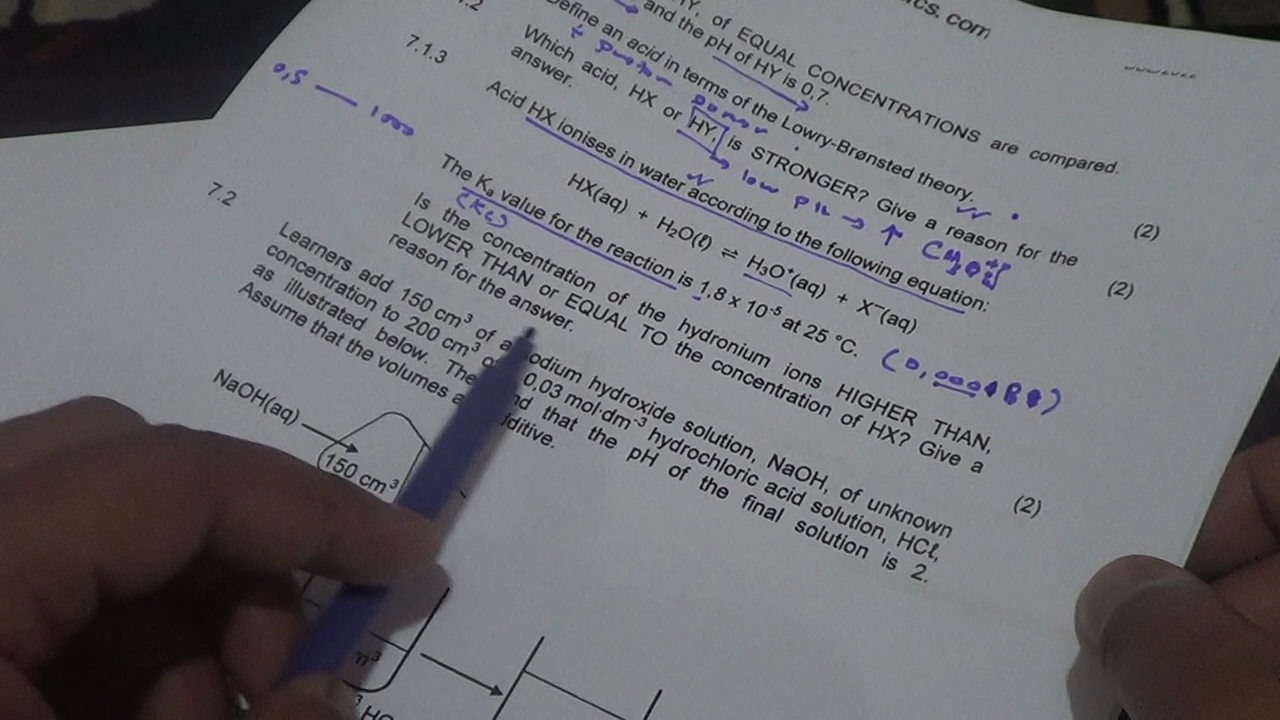 cs. com
HY, of EQUAL CONCENTRATIONS are compared.
and the pH of HY is 0,7.
.2 Define an acid in terms of the Lowry-Brønsted theory. (2)
+ Proton Donor
Which acid, HX or HY, is STRONGER? Give a reason for the
answer. (2)
low pH → ↑
7.1.3 Acid HX ionises in water according to the following equation:
0,5 — 1000
HX(aq) + H₂O(ℓ) ⇌ H₃O⁺(aq) + X⁻(aq)
The Kₐ value for the reaction is 1,8 x 10⁻⁵ at 25 °C.
(Kc)
Is the concentration of the hydronium ions HIGHER THAN,
LOWER THAN or EQUAL TO the concentration of HX? Give a
reason for the answer. (2)
7.2 Learners add 150 cm³ of a sodium hydroxide solution, NaOH, of unknown
concentration to 200 cm³ 0,03 mol·dm⁻³ hydrochloric acid solution, HCℓ,
as illustrated below. that the pH of the final solution is 2.
Assume that the volumes
NaOH(aq)
150 cm³